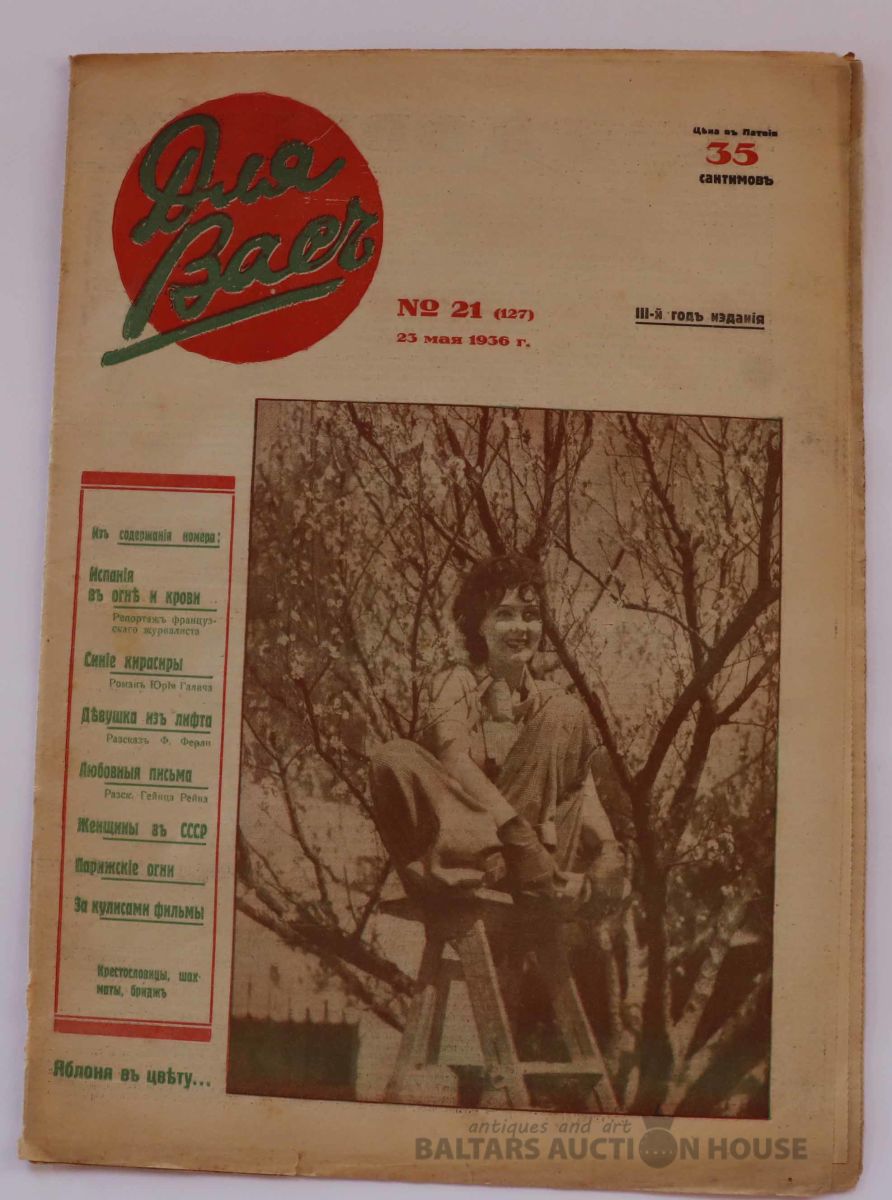 Для
Васъ
Цѣна въ Латвіи
35
сантимовъ
№ 21 (127)
23 мая 1936 г.
III-й годъ изданія
Изъ содержанія номера:
Испанія
въ огнѣ и крови
Репортажъ француз-
скаго журналиста
Синіе кирасиры
Романъ Юрія Галича
Дѣвушка изъ лифта
Разсказъ Ф. Ферли
Любовныя письма
Разск. Гейнца Рейна
Женщины въ СССР
Парижскіе огни
За кулисами фильмы
Крестословицы, шах-
маты, бриджъ
Яблоня въ цвѣту...
antiques and art
BALTARS AUCTION HOUSE